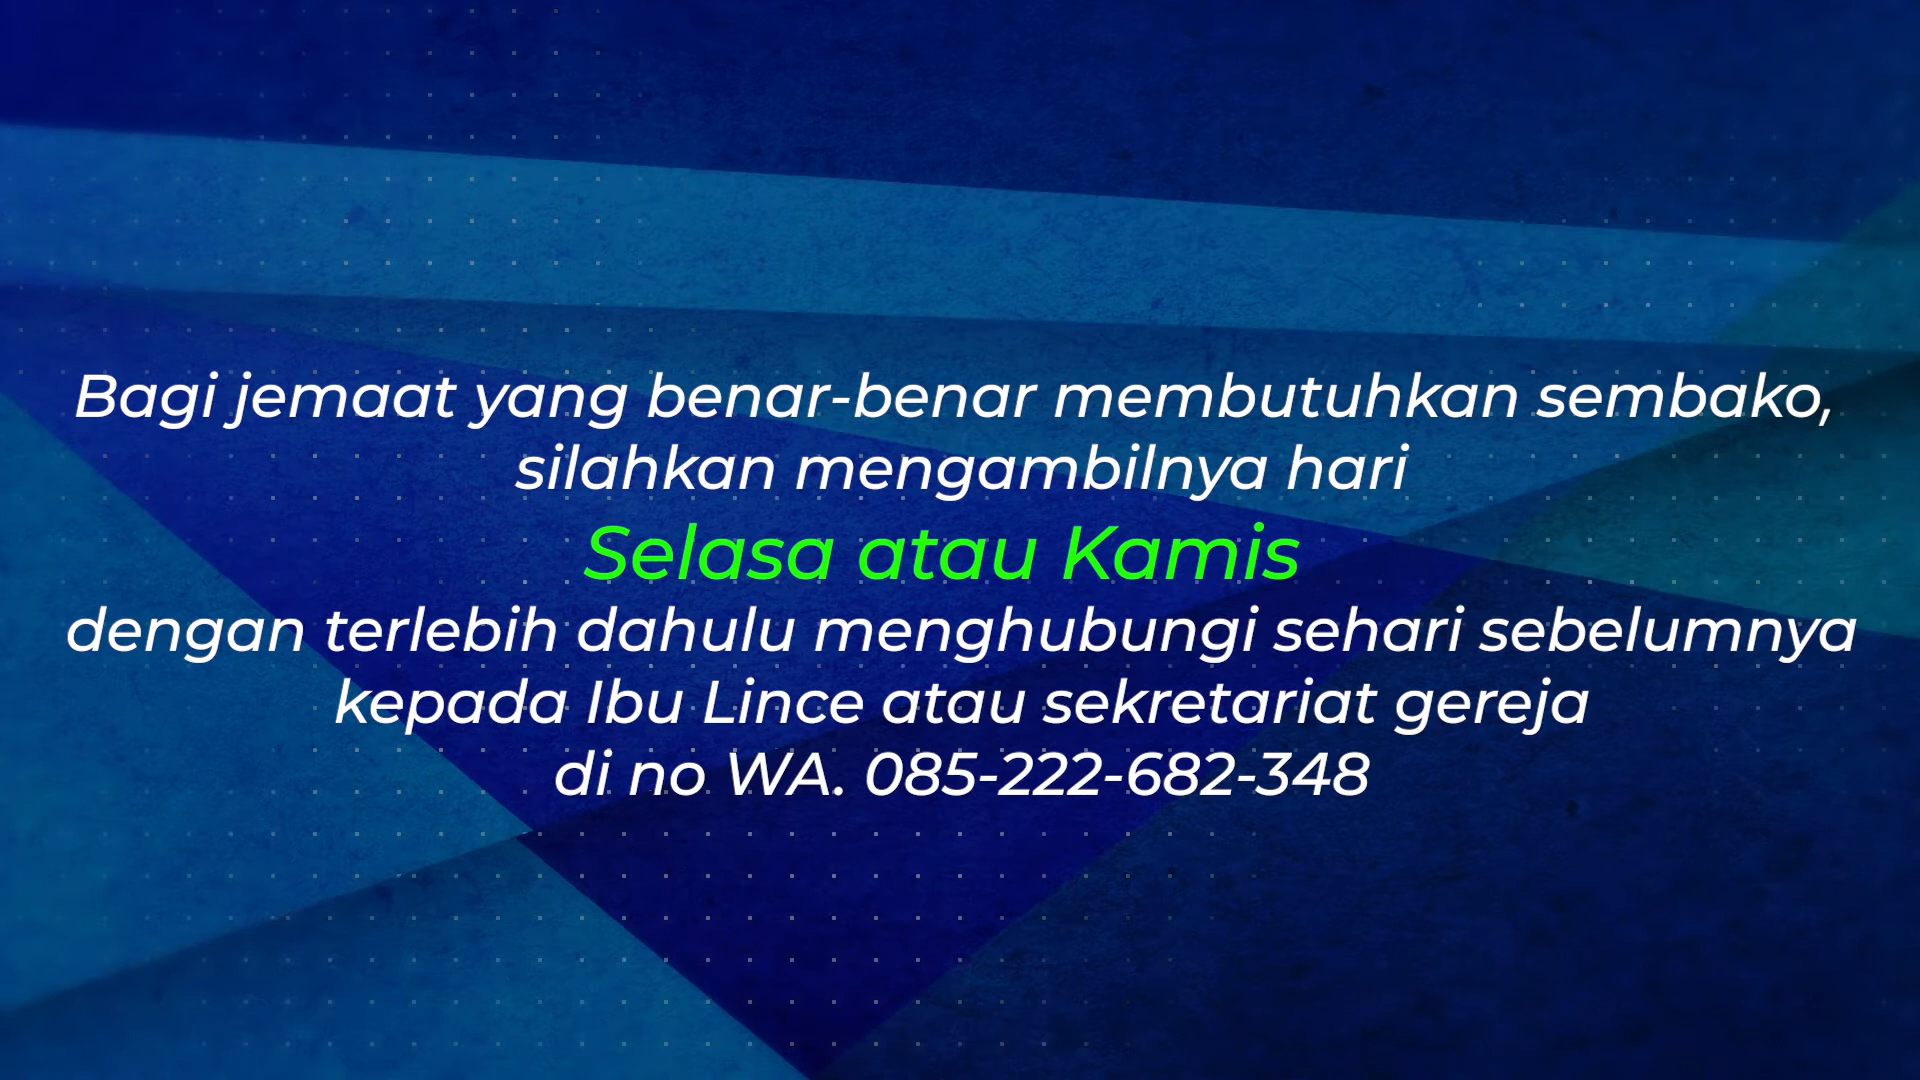 Bagi jemaat yang benar-benar membutuhkan sembako,
silahkan mengambilnya hari
Selasa atau Kamis
dengan terlebih dahulu menghubungi sehari sebelumnya
kepada Ibu Lince atau sekretariat gereja
di no WA. 085-222-682-348